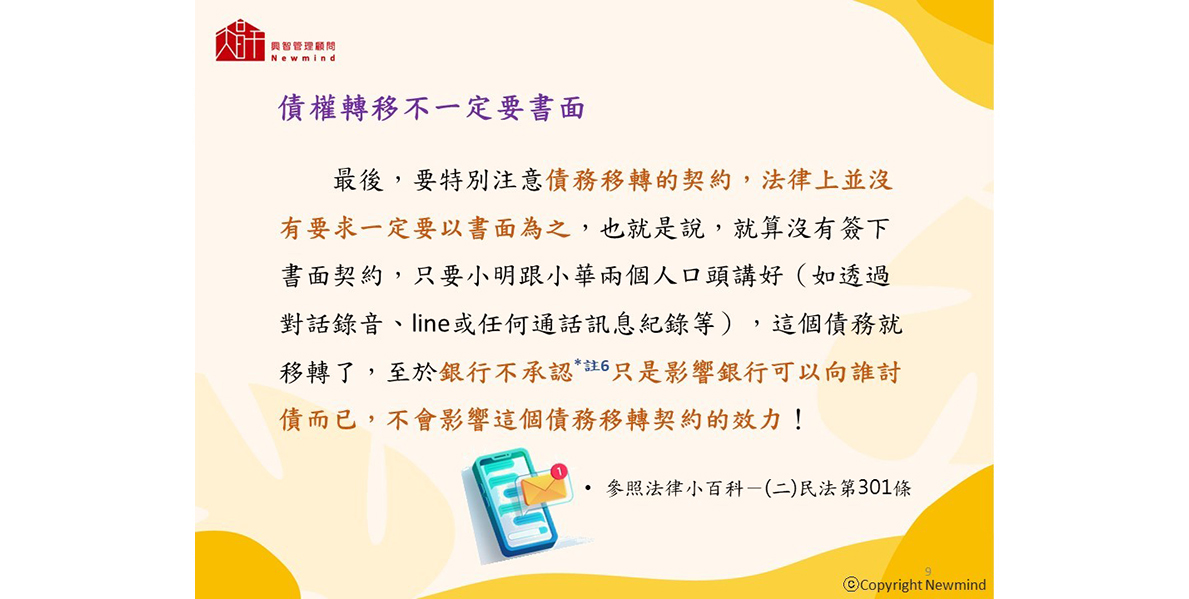 興智管理顧問
Newmind
債權轉移不一定要書面
最後，要特別注意債務移轉的契約，法律上並沒
有要求一定要以書面為之，也就是說，就算沒有簽下
書面契約，只要小明跟小華兩個人口頭講好（如透過
對話錄音、line或任何通話訊息紀錄等），這個債務就
移轉了，至於銀行不承認*註6只是影響銀行可以向誰討
債而已，不會影響這個債務移轉契約的效力！
1
• 參照法律小百科－(二)民法第301條
9
ⓒCopyright Newmind